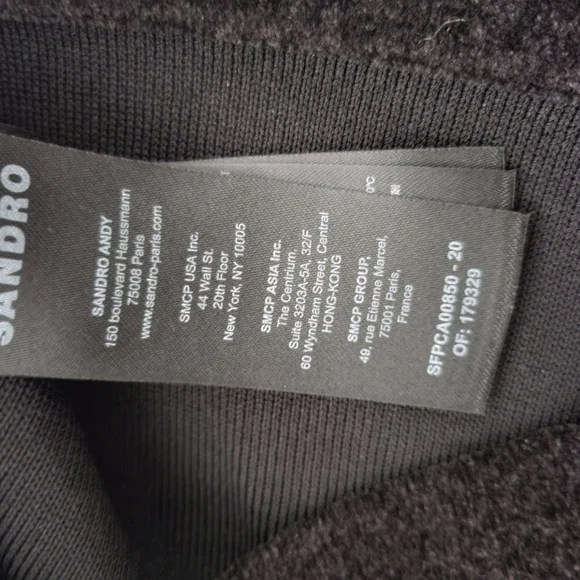 SANDRO
SANDRO ANDY
150 boulevard Haussmann
75008 Paris
www.sandro-paris.com
SMCP USA Inc.
44 Wall St.
20th Floor
New York, NY 10005
SMCP ASIA Inc.
The Centrium,
Suite 3203A-5A, 32/F
60 Wyndham Street, Central
HONG-KONG
SMCP GROUP,
49, rue Etienne Marcel,
75001 Paris,
France
SFPCA00850 - 20
OF: 179329